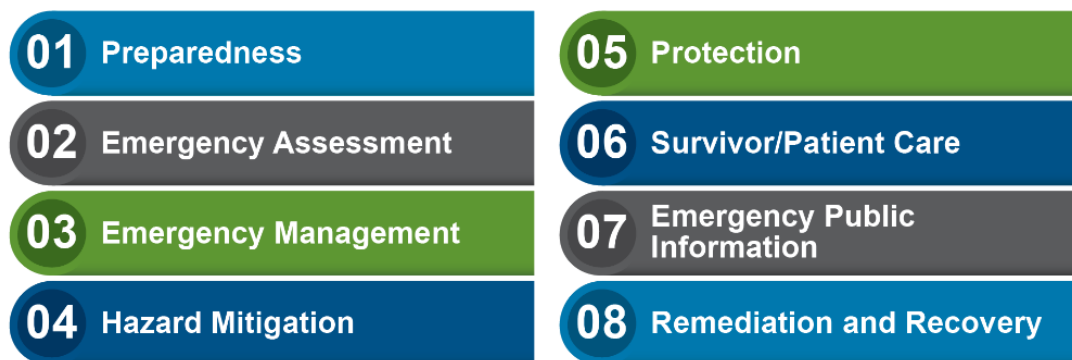 01 Preparedness
02 Emergency Assessment
03 Emergency Management
04 Hazard Mitigation
05 Protection
06 Survivor/Patient Care
07 Emergency Public
Information
08 Remediation and Recovery